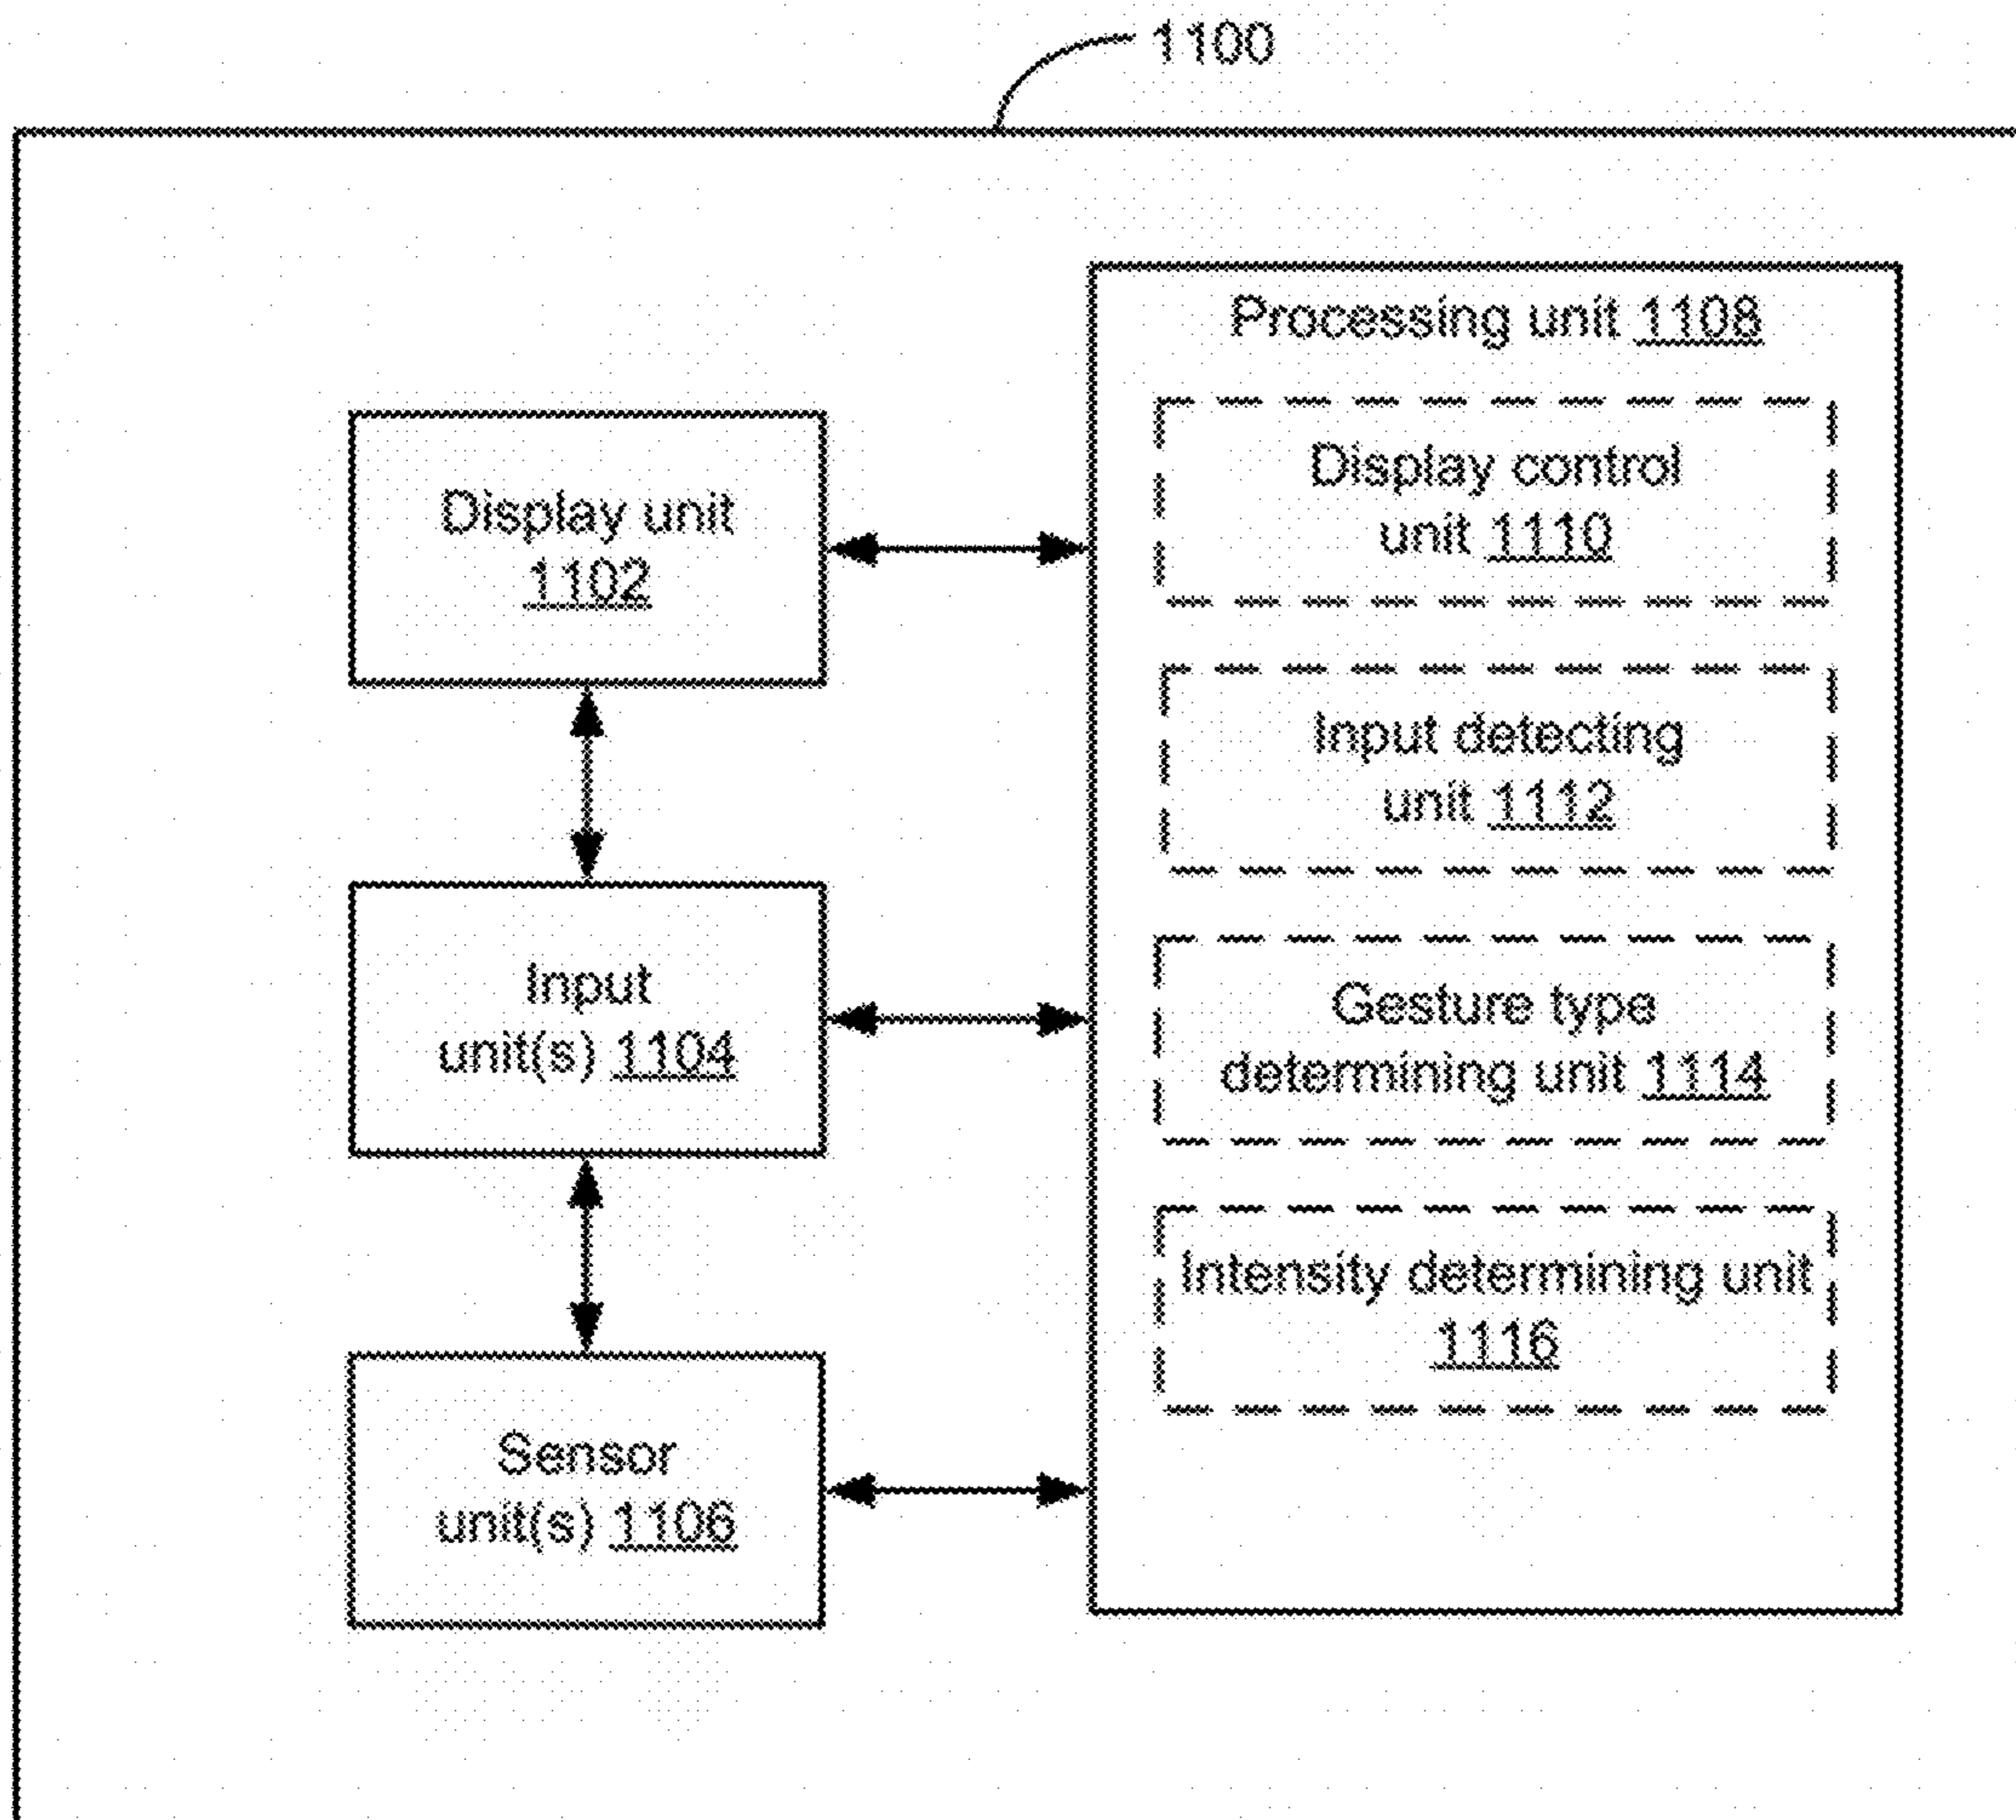 1100
Processing unit 1108
Display control
unit 1110
Display unit
1102
Input detecting
unit 1112
Input
unit(s) 1104
Gesture type
determining unit 1114
Intensity determining unit
1116
Sensor
unit(s) 1106